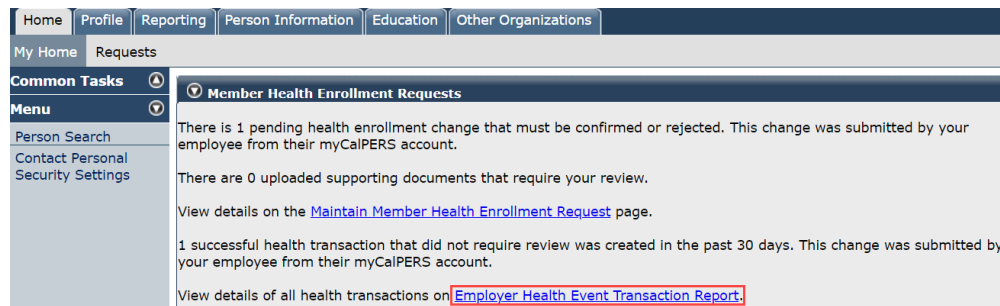 Home Profile Reporting Person Information Education Other Organizations
My Home Requests
Common Tasks
Menu
Person Search
Contact Personal
Security Settings
Member Health Enrollment Requests
There is 1 pending health enrollment change that must be confirmed or rejected. This change was submitted by your
employee from their myCalPERS account.
There are 0 uploaded supporting documents that require your review.
View details on the Maintain Member Health Enrollment Request page.
1 successful health transaction that did not require review was created in the past 30 days. This change was submitted by
your employee from their myCalPERS account.
View details of all health transactions on Employer Health Event Transaction Report.